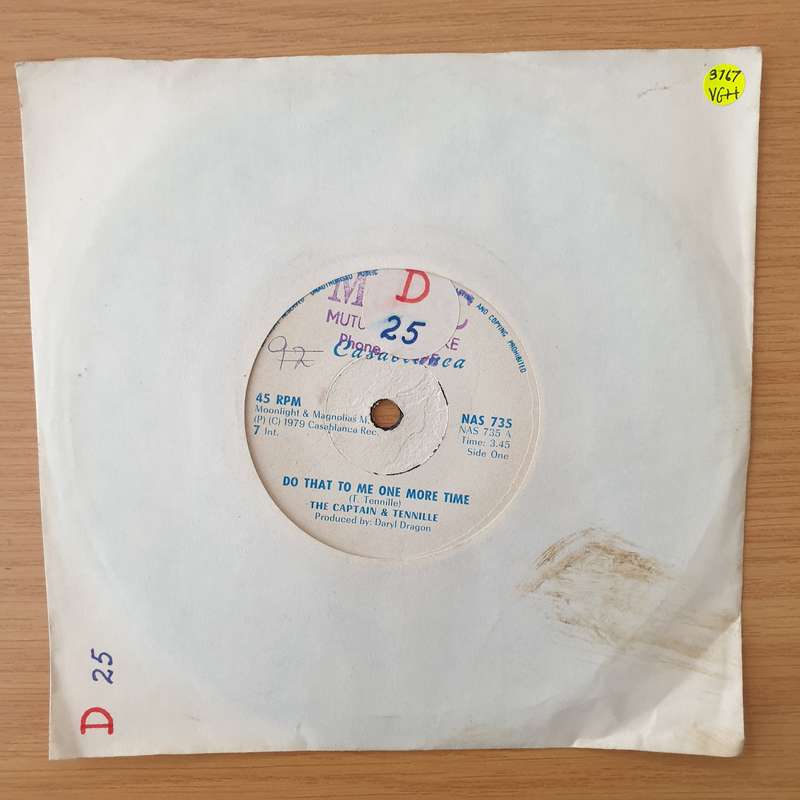 3767
VG++
UNAUTHORISED PUBLIC
AND COPYING PROHIBITED
D
25
MUTU
KE
Phone
Casablanca
92
45 RPM
Moonlight & Magnolias M.
(P) (C) 1979 Casablanca Rec.
7 Int.
NAS 735
NAS 735 A
Time: 3.45
Side One
DO THAT TO ME ONE MORE TIME
(T. Tennille)
THE CAPTAIN & TENNILLE
Produced by: Daryl Dragon
D 25